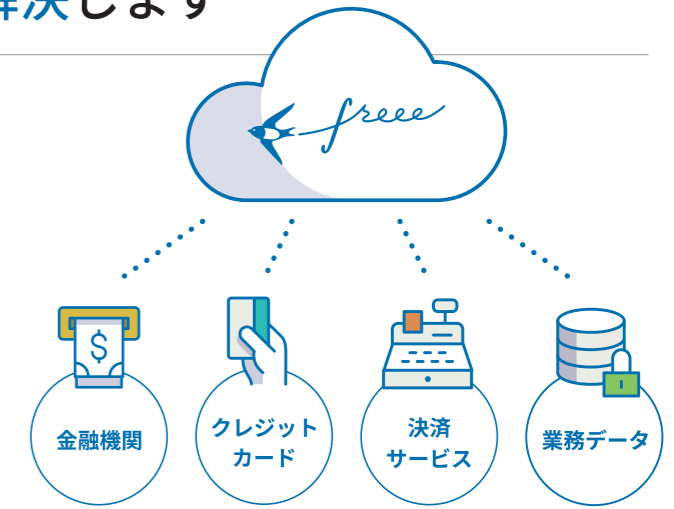 解決します
freee
$
金融機関
クレジット
カード
決済
サービス
業務データ